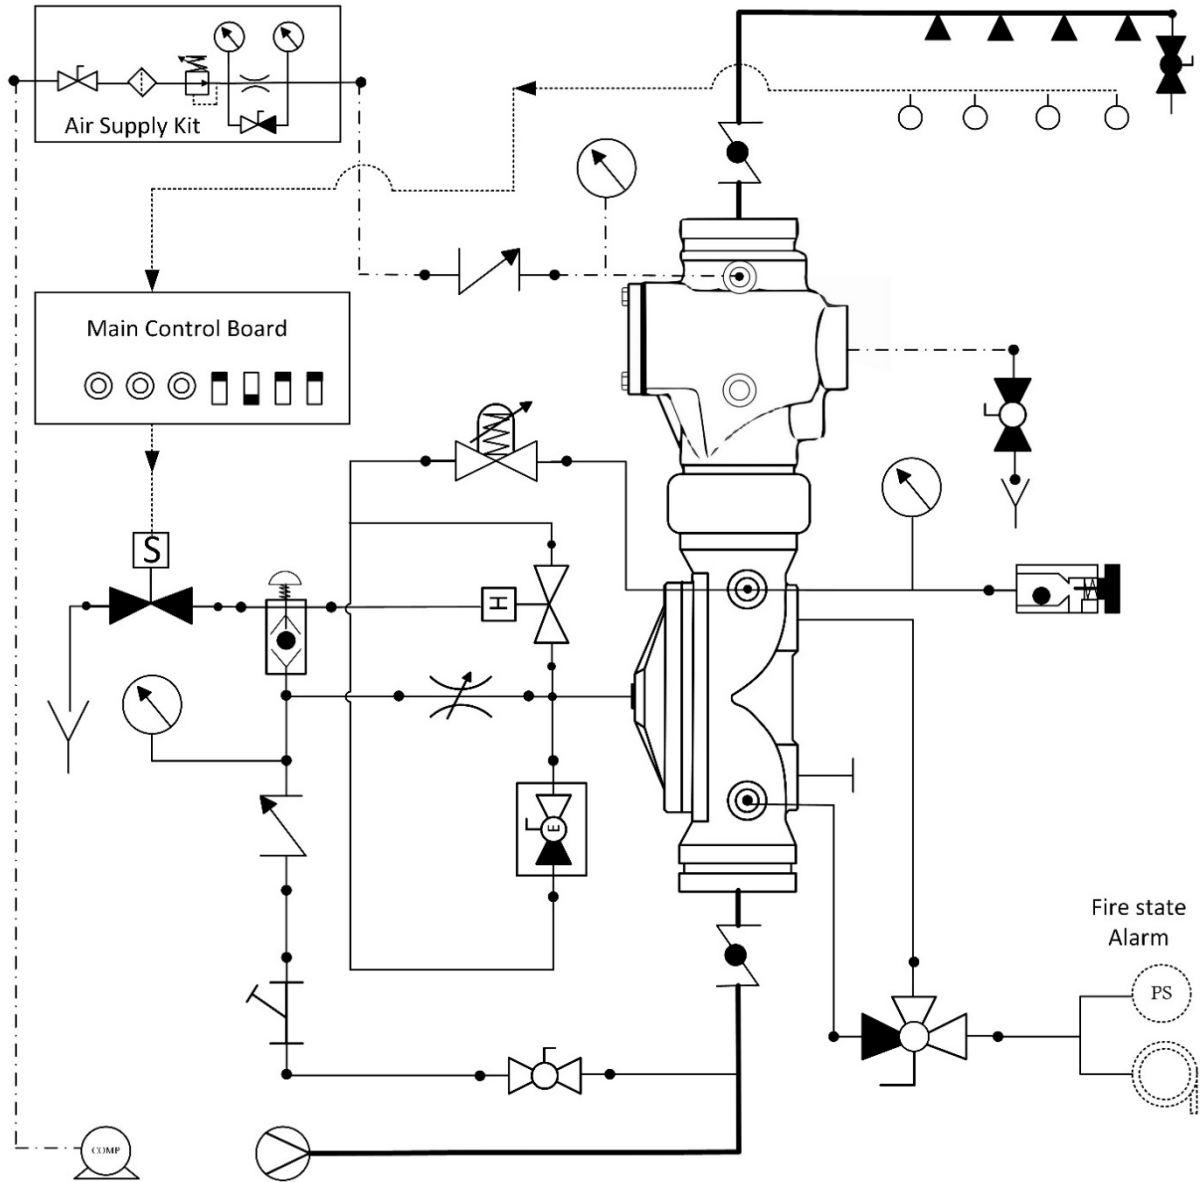 Air Supply Kit
Main Control Board
S
H
E
Fire state
Alarm
PS
COMP